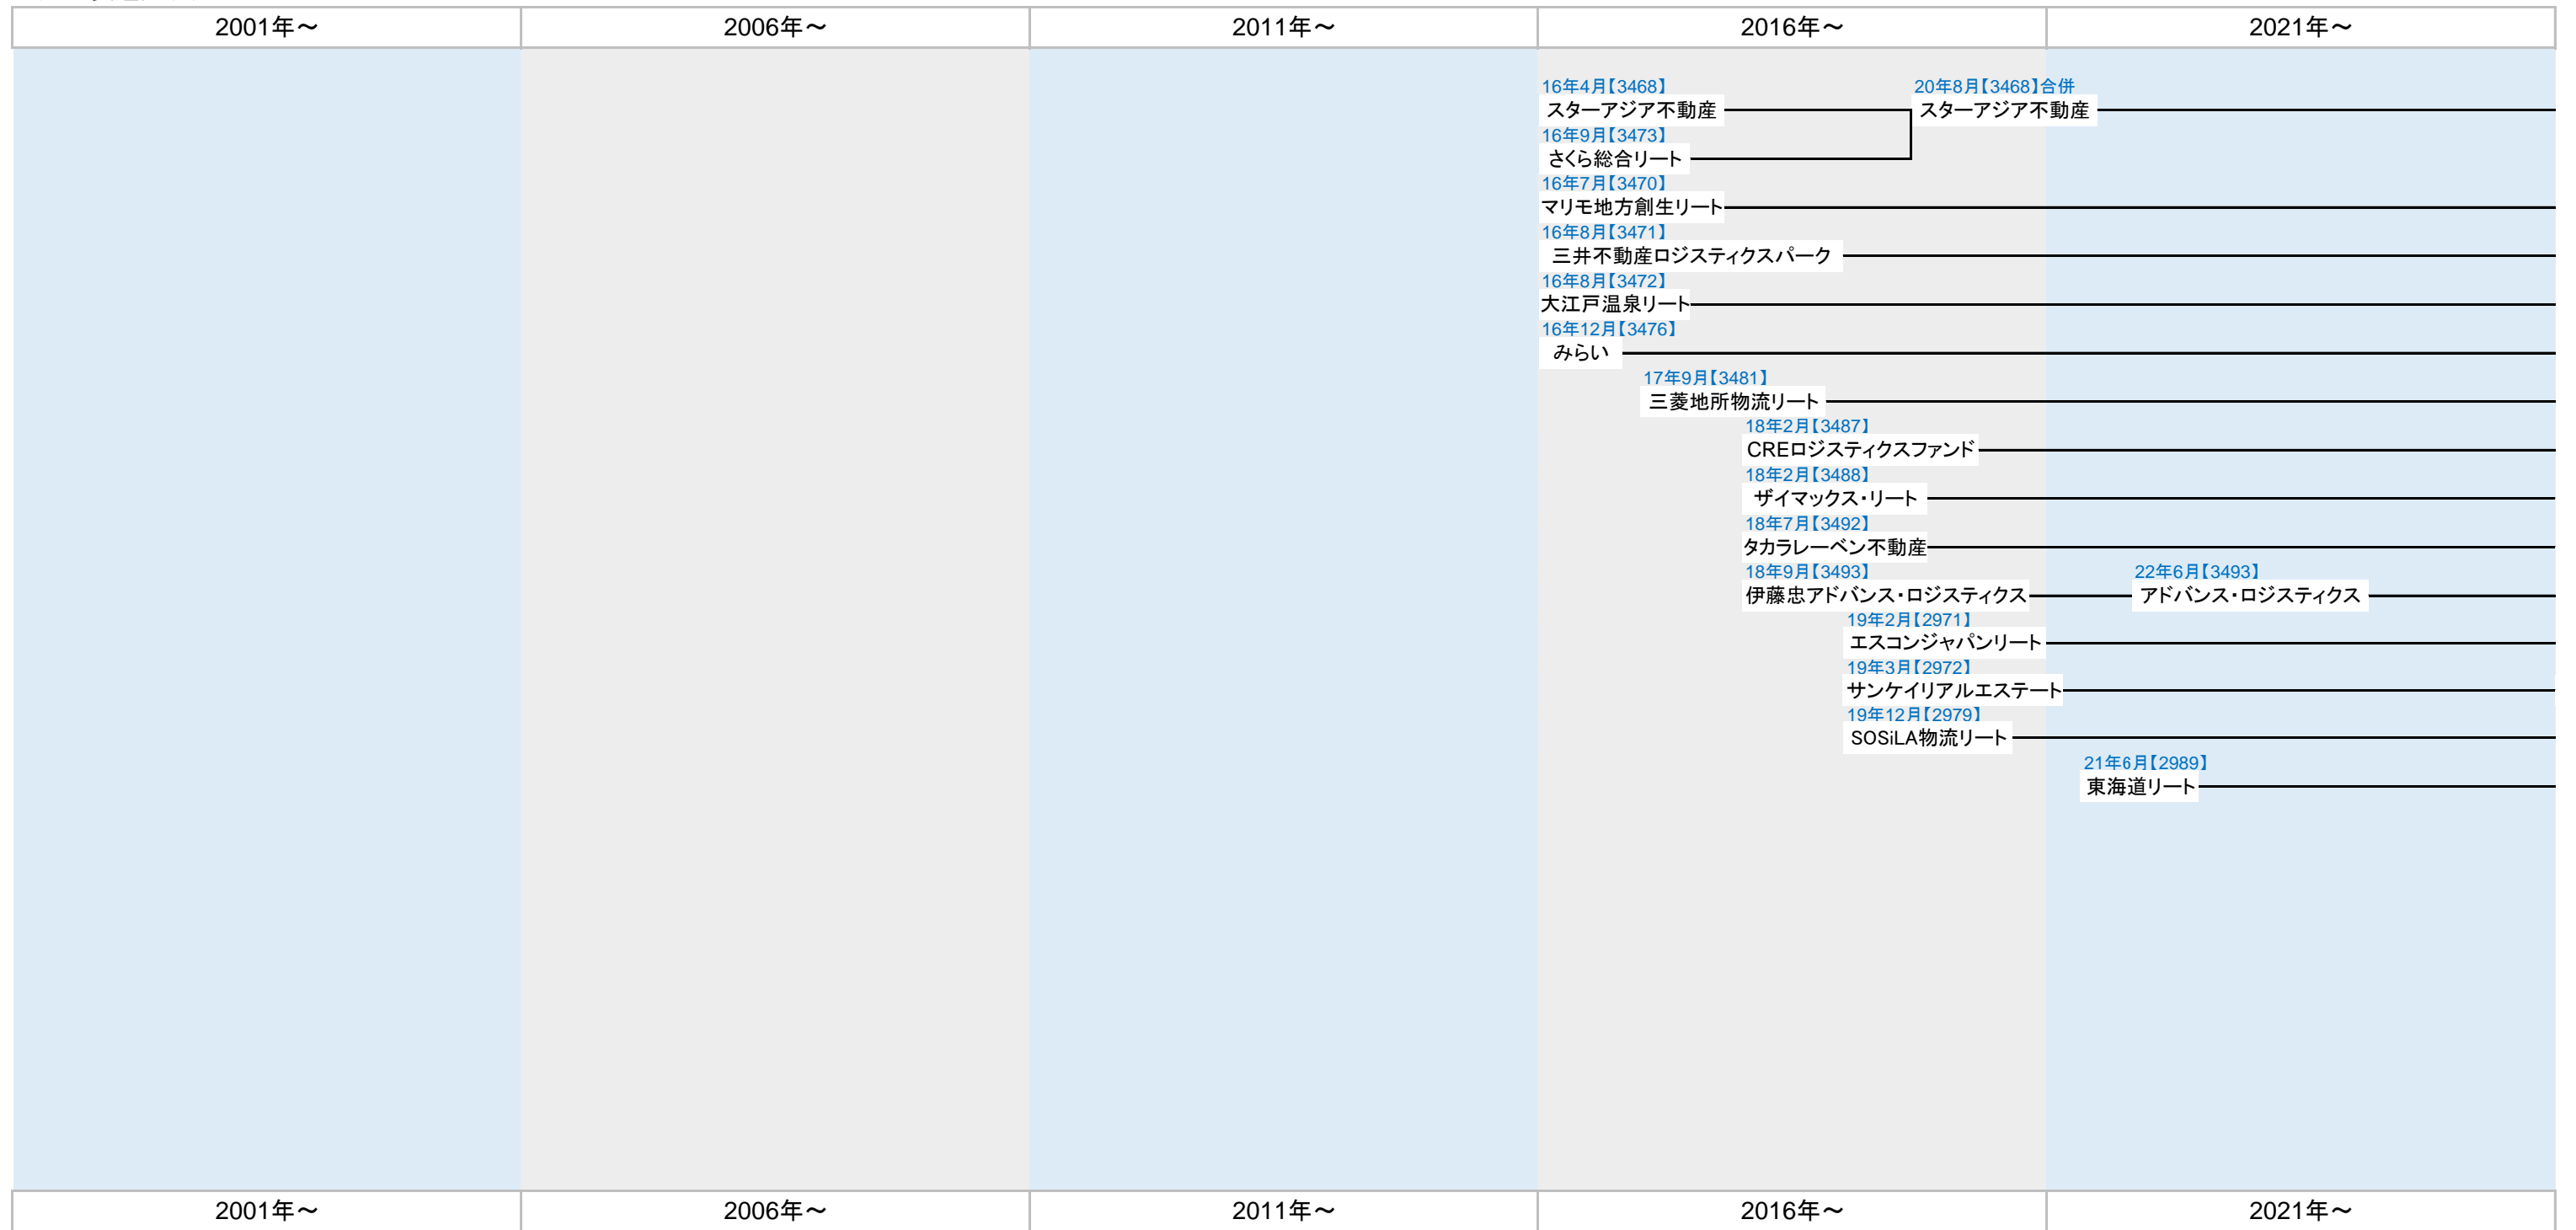 2001年～
2006年～
2011年～
2016年～
2021年～
16年4月【3468】
20年8月【3468】合併
スターアジア不動産
スターアジア不動産
16年9月【3473】
さくら総合リート
16年7月【3470】
マリモ地方創生リート
16年8月【3471】
三井不動産ロジスティクスパーク
16年8月【3472】
大江戸温泉リート
16年12月【3476】
みらい
17年9月【3481】
三菱地所物流リート
18年2月【3487】
CREロジスティクスファンド
18年2月【3488】
ザイマックス・リート
18年7月【3492】
タカラレーベン不動産
18年9月【3493】
22年6月【3493】
伊藤忠アドバンス・ロジスティクス
アドバンス・ロジスティクス
19年2月【2971】
エスコンジャパンリート
19年3月【2972】
サンケイリアルエステート
19年12月【2979】
SOSiLA物流リート
21年6月【2989】
東海道リート
2001年～
2006年～
2011年～
2016年～
2021年～